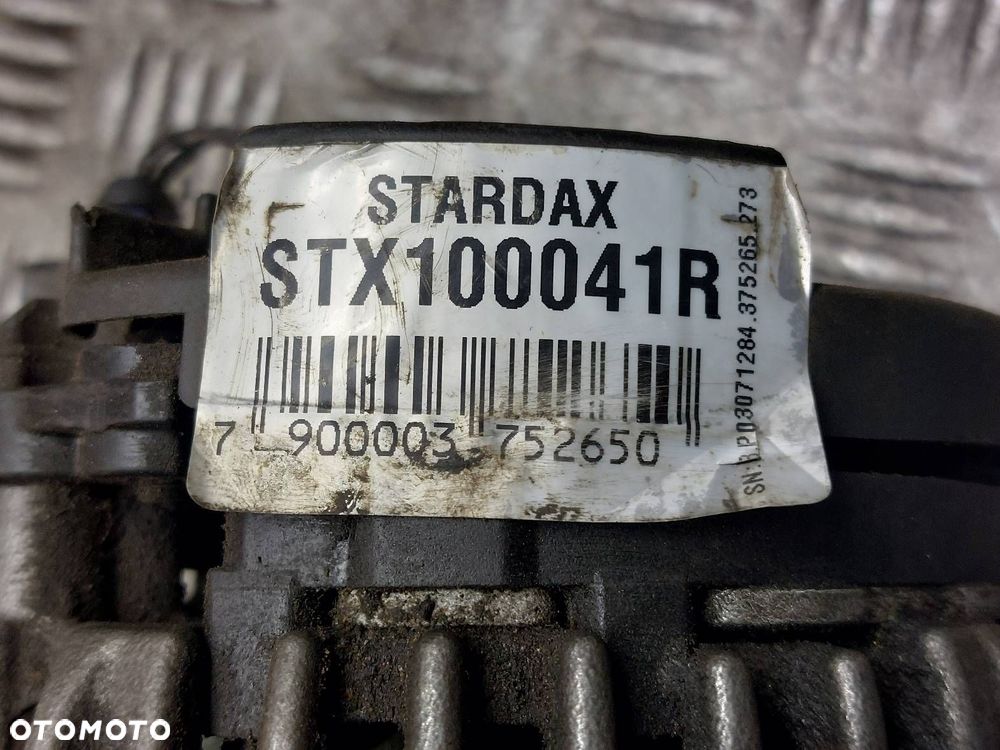 STARDAX
STX100041R
7 900003 752650
SN:R.P03071284.375265.273
OTOMOTO